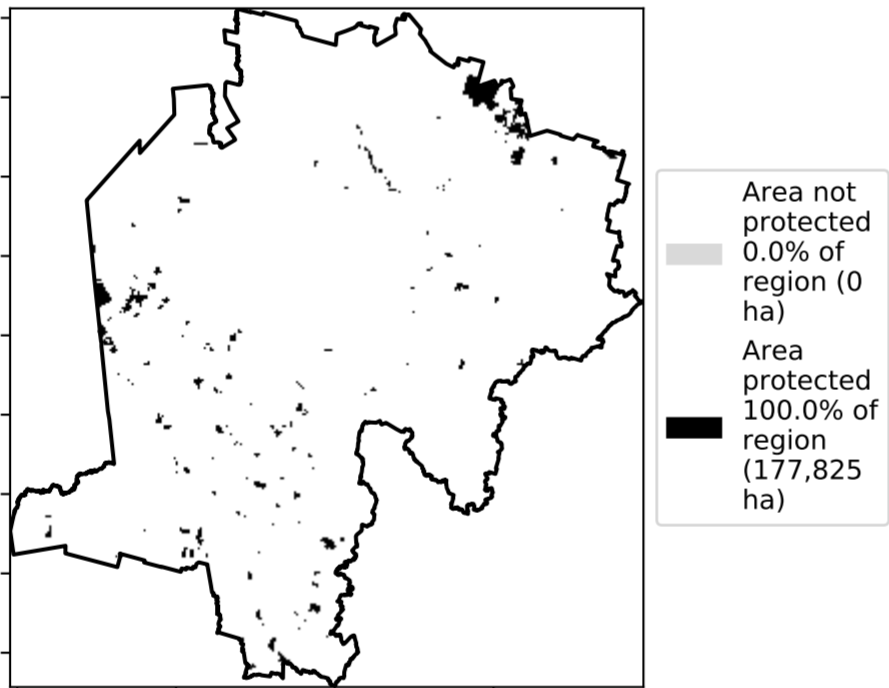 Area not
protected
0.0% of
region (0
ha)
Area
protected
100.0% of
region
(177,825
ha)